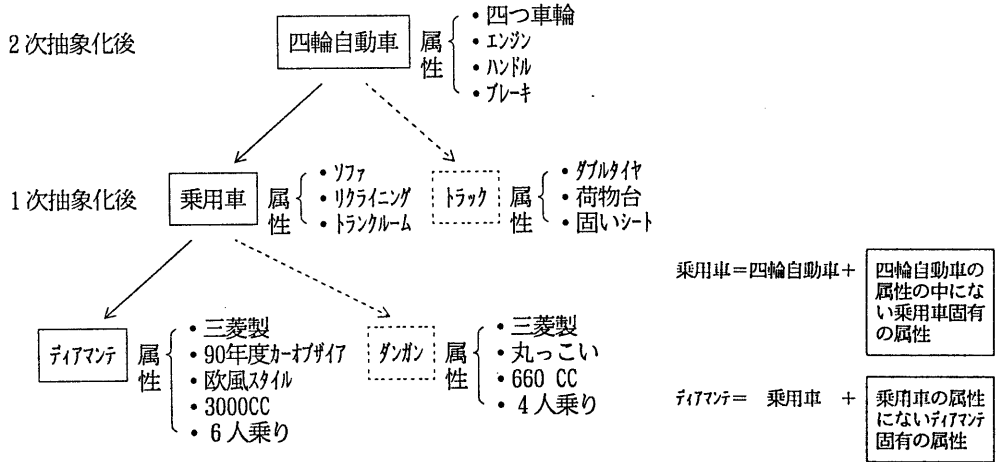 2次抽象化後
四輪自動車
属性
・四つ車輪
・ｴﾝｼﾞﾝ
・ﾊﾝﾄﾞﾙ
・ﾌﾞﾚｰｷ
1次抽象化後
乗用車
属性
・ｿﾌｧ
・ﾘｸﾗｲﾆﾝｸﾞ
・ﾄﾗﾝｸﾙｰﾑ
ﾄﾗｯｸ
属性
・ﾀﾞﾌﾞﾙﾀｲﾔ
・荷物台
・固いｼｰﾄ
ﾃﾞｨｱﾏﾝﾃ
属性
・三菱製
・90年度ｶｰｵﾌﾞｻﾞｲｱ
・欧風ｽﾀｲﾙ
・3000CC
・6人乗り
ﾀﾞﾝｶﾞﾝ
属性
・三菱製
・丸っこい
・660 CC
・4人乗り
乗用車＝四輪自動車＋
四輪自動車の
属性の中にな
い乗用車固有
の属性
ﾃﾞｨｱﾏﾝﾃ＝ 乗用車 ＋
乗用車の属性
にないﾃﾞｨｱﾏﾝﾃ
固有の属性